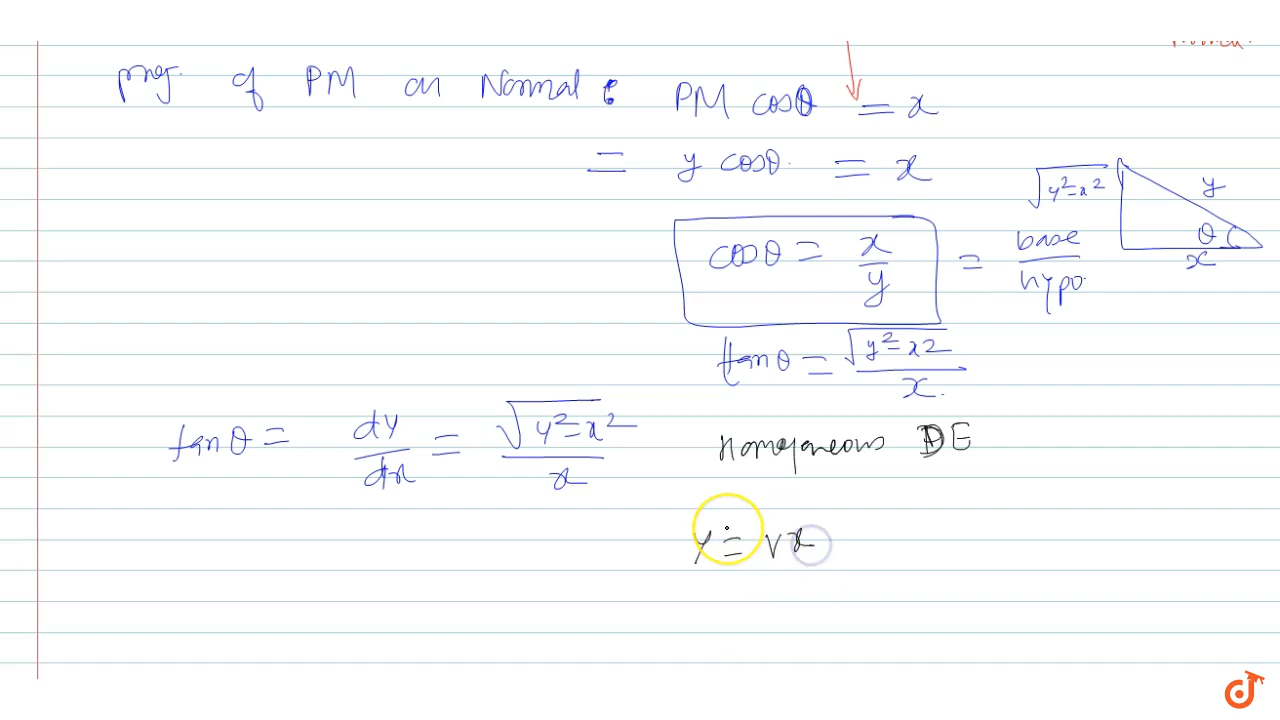 proj. of PM on Normal : PM cosθ = x
= y cosθ. = x
cosθ = x/y = base/hypo
√y²-x² y θ x
tanθ = √y²-x²/x.
tanθ = dy/dx = √y²-x²/x Homogeneous DE
y = vx